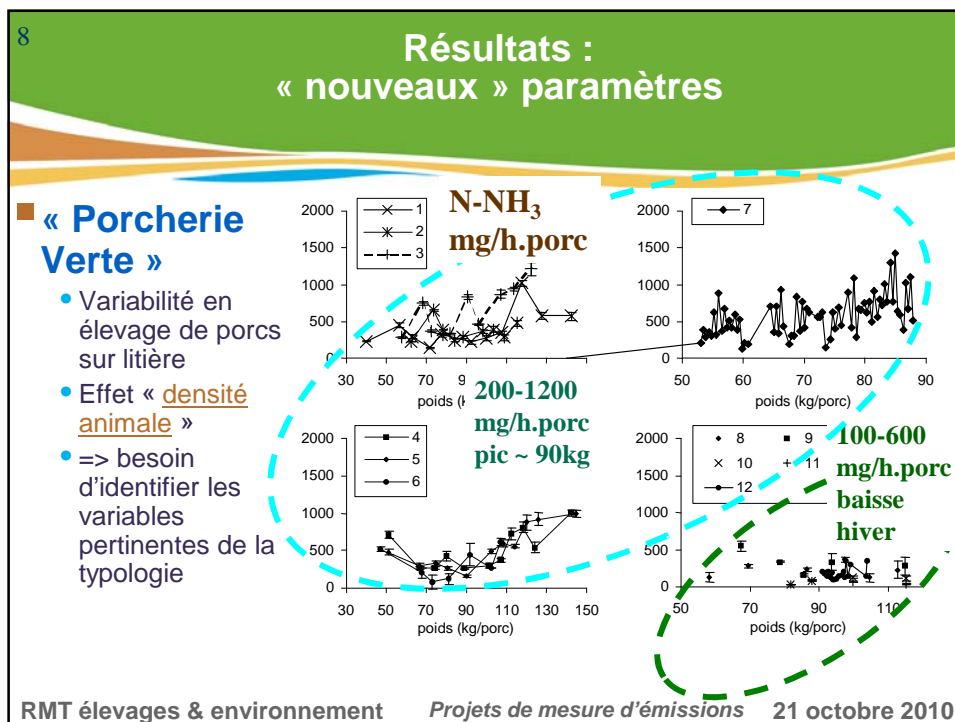 8
Résultats :
« nouveaux » paramètres
« Porcherie
Verte »
Variabilité en
élevage de porcs
sur litière
Effet « densité
animale »
=> besoin
d'identifier les
variables
pertinentes de la
typologie
N-NH3
mg/h.porc
2000
1500
1000
500
0
30 50 70 90
poids (k
1
2
3
2000
1500
1000
500
0
50 60 70 80 90
poids (kg/porc)
7
200-1200
mg/h.porc
pic ~ 90kg
2000
1500
1000
500
0
30 50 70 90 110 130 150
poids (kg/porc)
4
5
6
2000
1500
1000
500
0
50 70 90 110
poids (kg/porc)
8 9
10 11
12
100-600
mg/h.porc
baisse
hiver
RMT élevages & environnement Projets de mesure d'émissions 21 octobre 2010